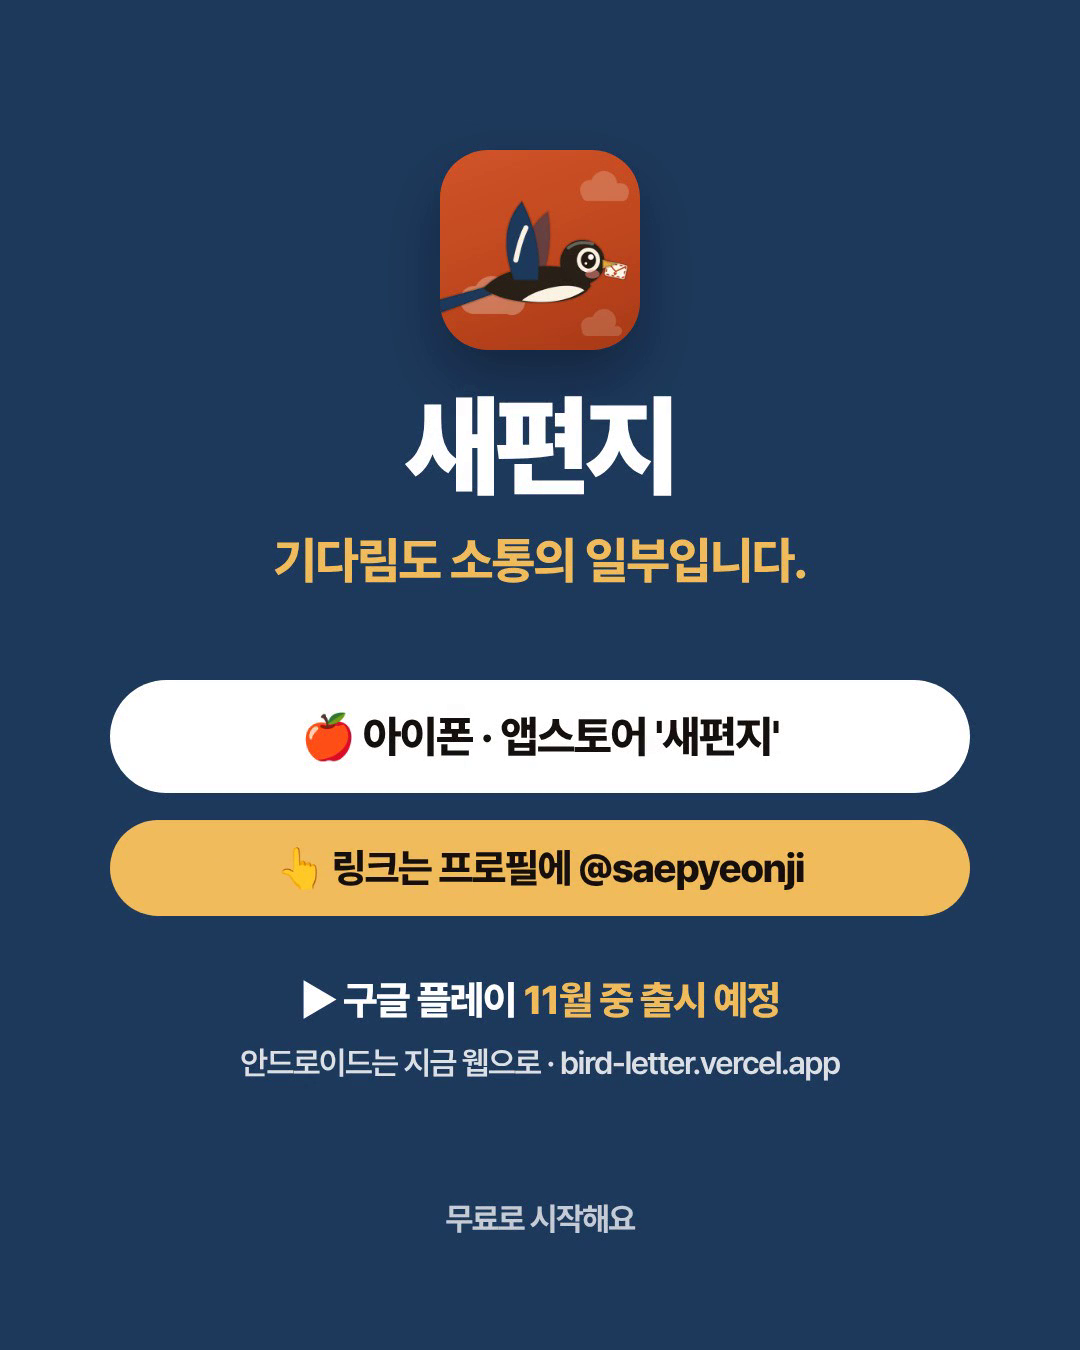 새편지
기다림도 소통의 일부입니다.
🍎 아이폰 · 앱스토어 '새편지'
👆 링크는 프로필에 @saepyeonji
▶ 구글 플레이 11월 중 출시 예정
안드로이드는 지금 웹으로 · bird-letter.vercel.app
무료로 시작해요